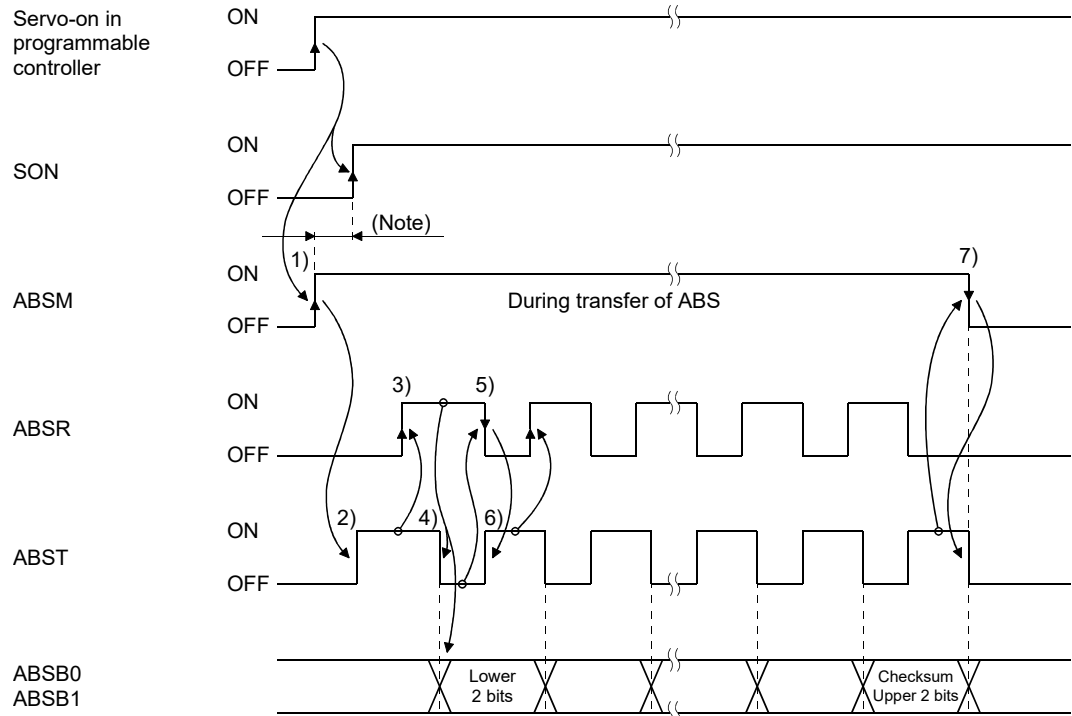 Servo-on in
programmable
controller
ON
OFF
SON
ON
OFF
(Note)
ABSM
ON
OFF
1)
During transfer of ABS
7)
ABSR
ON
OFF
3)
5)
ABST
ON
OFF
2)
4)
6)
ABSB0
ABSB1
Lower
2 bits
Checksum
Upper 2 bits